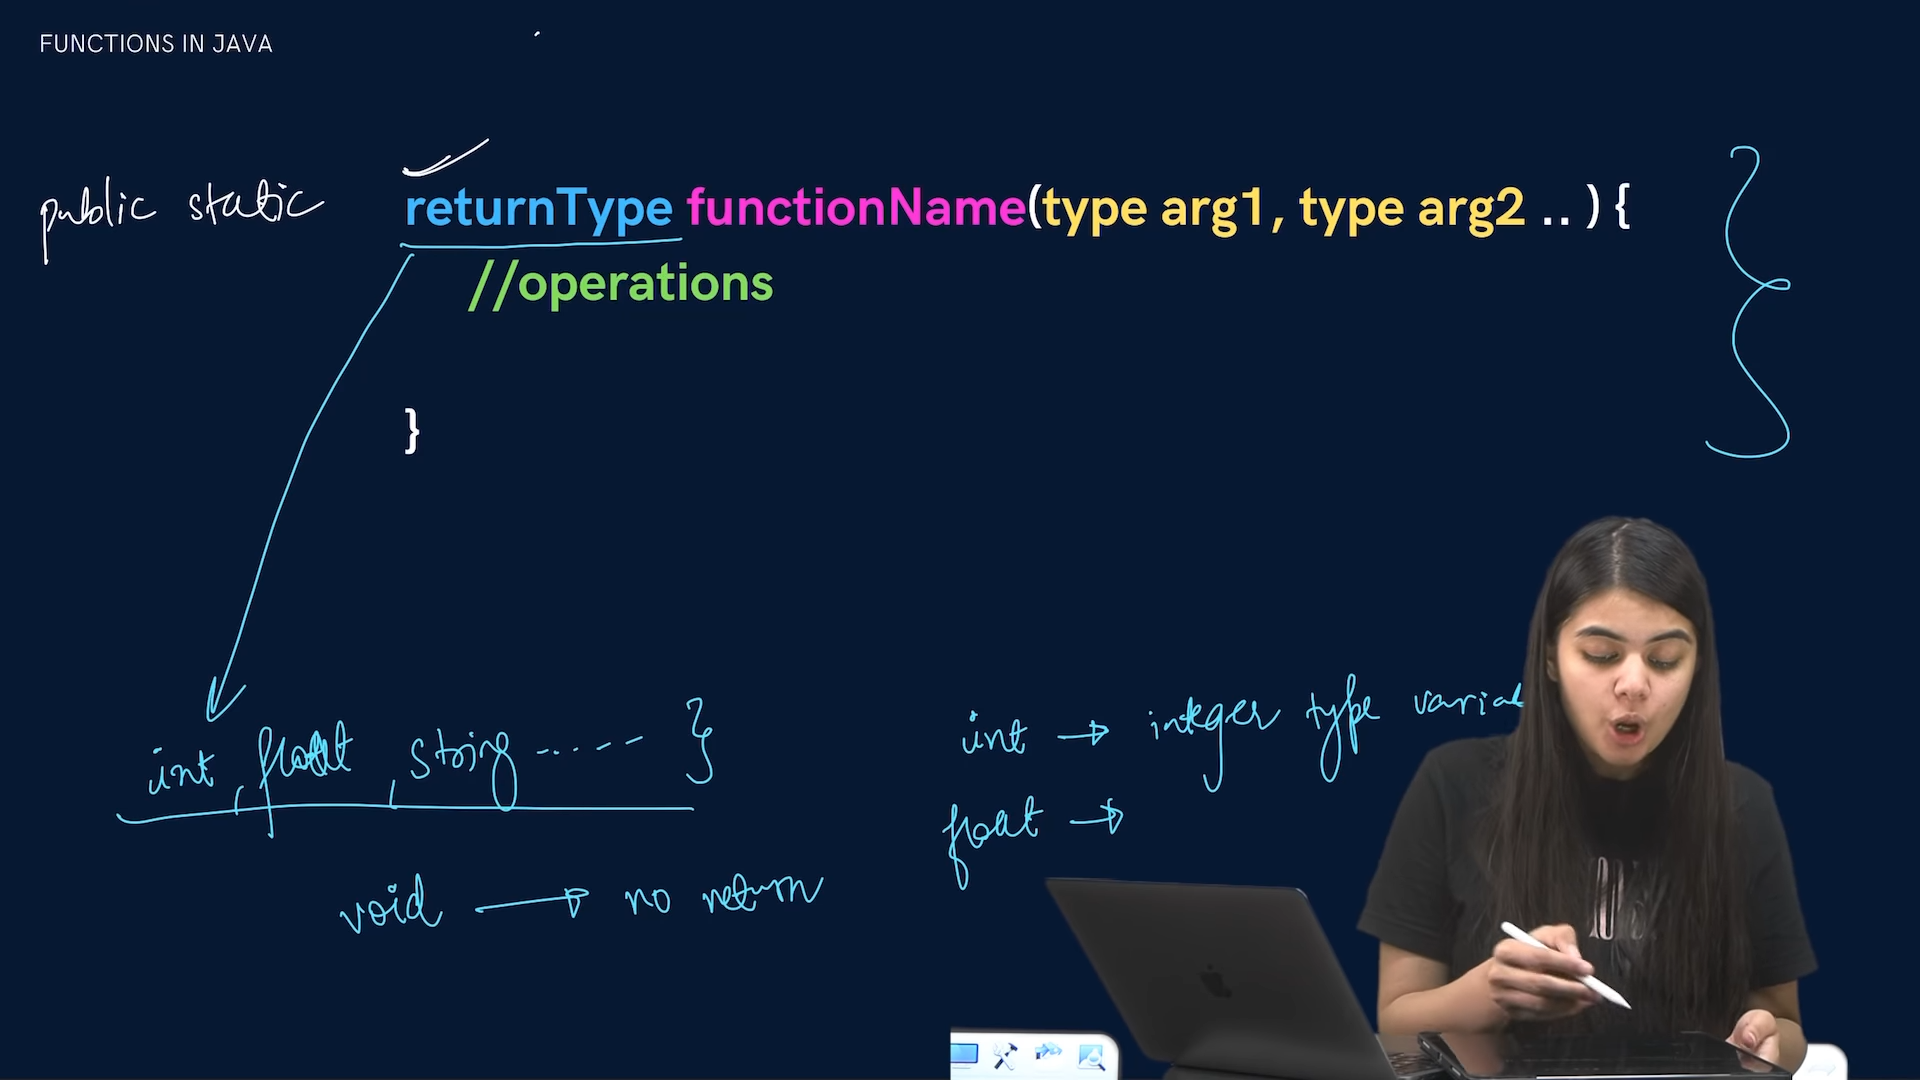 FUNCTIONS IN JAVA
public static returnType functionName(type arg1, type arg2 .. ) {
//operations
}
int, float, string ----- }
int → integer type variab
float →
void → no return